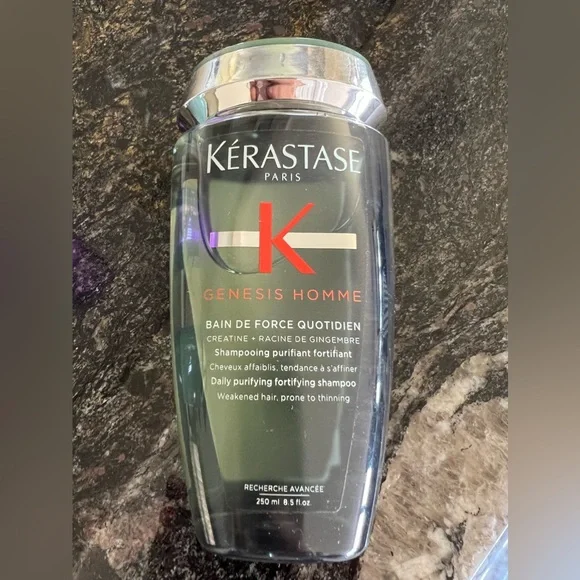 KÉRASTASE
PARIS
K
GENESIS HOMME
BAIN DE FORCE QUOTIDIEN
CREATINE + RACINE DE GINGEMBRE
Shampooing purifiant fortifiant
Cheveux affaiblis, tendance à s'affiner
Daily purifying fortifying shampoo
Weakened hair, prone to thinning
RECHERCHE AVANCÉE
250 ml 8.5 fl.oz.